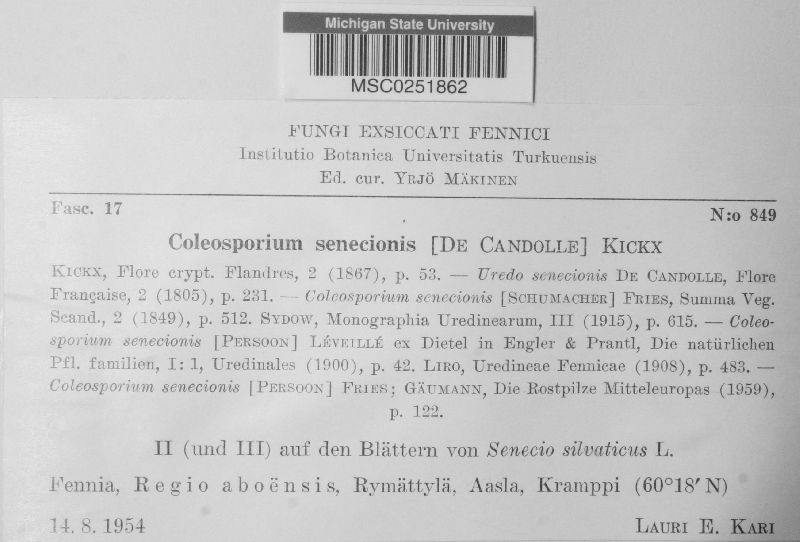 Michigan State University
MSC0251862
FUNGI EXSICCATI FENNICI
Institutio Botanica Universitatis Turkuensis
Ed. cur. YRJÖ MÄKINEN
Fasc. 17 N:o 849
Coleosporium senecionis [DE CANDOLLE] KICKX
KICKX, Flore crypt. Flandres, 2 (1867), p. 53. — Uredo senecionis DE CANDOLLE, Flore
Française, 2 (1805), p. 231. — Coleosporium senecionis [SCHUMACHER] FRIES, Summa Veg.
Scand., 2 (1849), p. 512. SYDOW, Monographia Uredinearum, III (1915), p. 615. — Coleo-
sporium senecionis [PERSOON] LÉVEILLÉ ex Dietel in Engler & Prantl, Die natürlichen
Pfl. familien, I: 1, Uredinales (1900), p. 42. LIRO, Uredineae Fennicae (1908), p. 483. —
Coleosporium senecionis [PERSOON] FRIES; GÄUMANN, Die Rostpilze Mitteleuropas (1959),
p. 122.
II (und III) auf den Blättern von Senecio silvaticus L.
Fennia, Regio aboënsis, Rymättylä, Aasla, Kramppi (60°18′ N)
14. 8. 1954 LAURI E. KARI